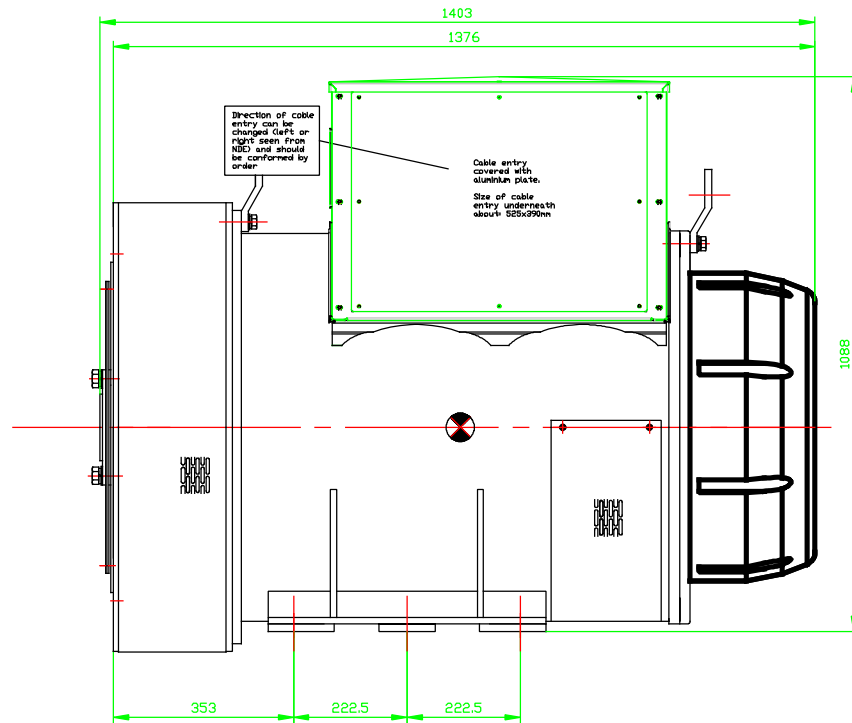 1403
1376
Direction of cable
entry can be
changed (left or
right seen from
NDE) and should
be conformed by
order
Cable entry
covered with
aluminium plate.
Size of cable
entry underneath
about: 525x390mm
1088
353
222.5
222.5